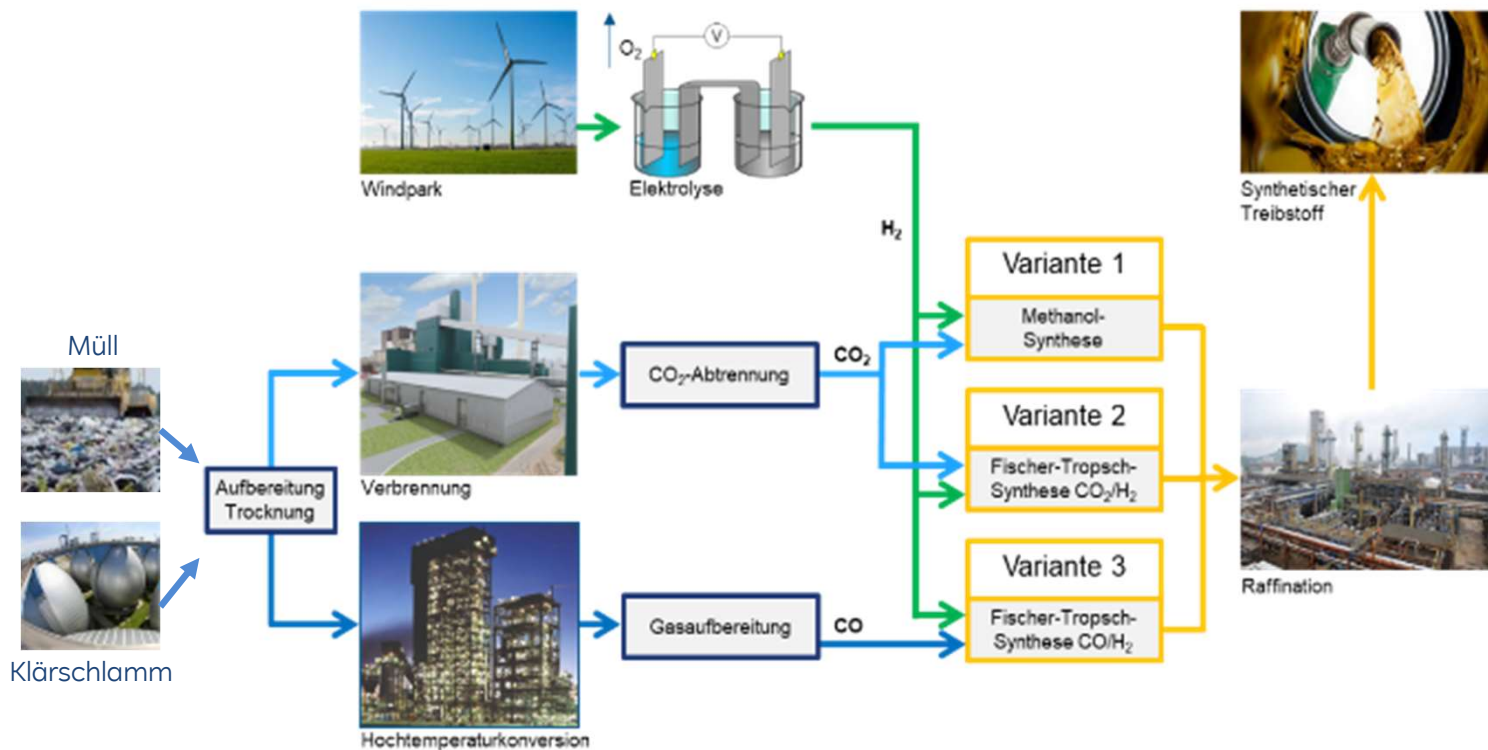 O₂
V
Windpark
Elektrolyse
Synthetischer
Treibstoff
H₂
Variante 1
Methanol-
Synthese
Müll
CO₂-Abtrennung
CO₂
Variante 2
Fischer-Tropsch-
Synthese CO₂/H₂
Verbrennung
Aufbereitung
Trocknung
Variante 3
Fischer-Tropsch-
Synthese CO/H₂
Raffination
Gasaufbereitung
CO
Klärschlamm
Hochtemperaturkonversion